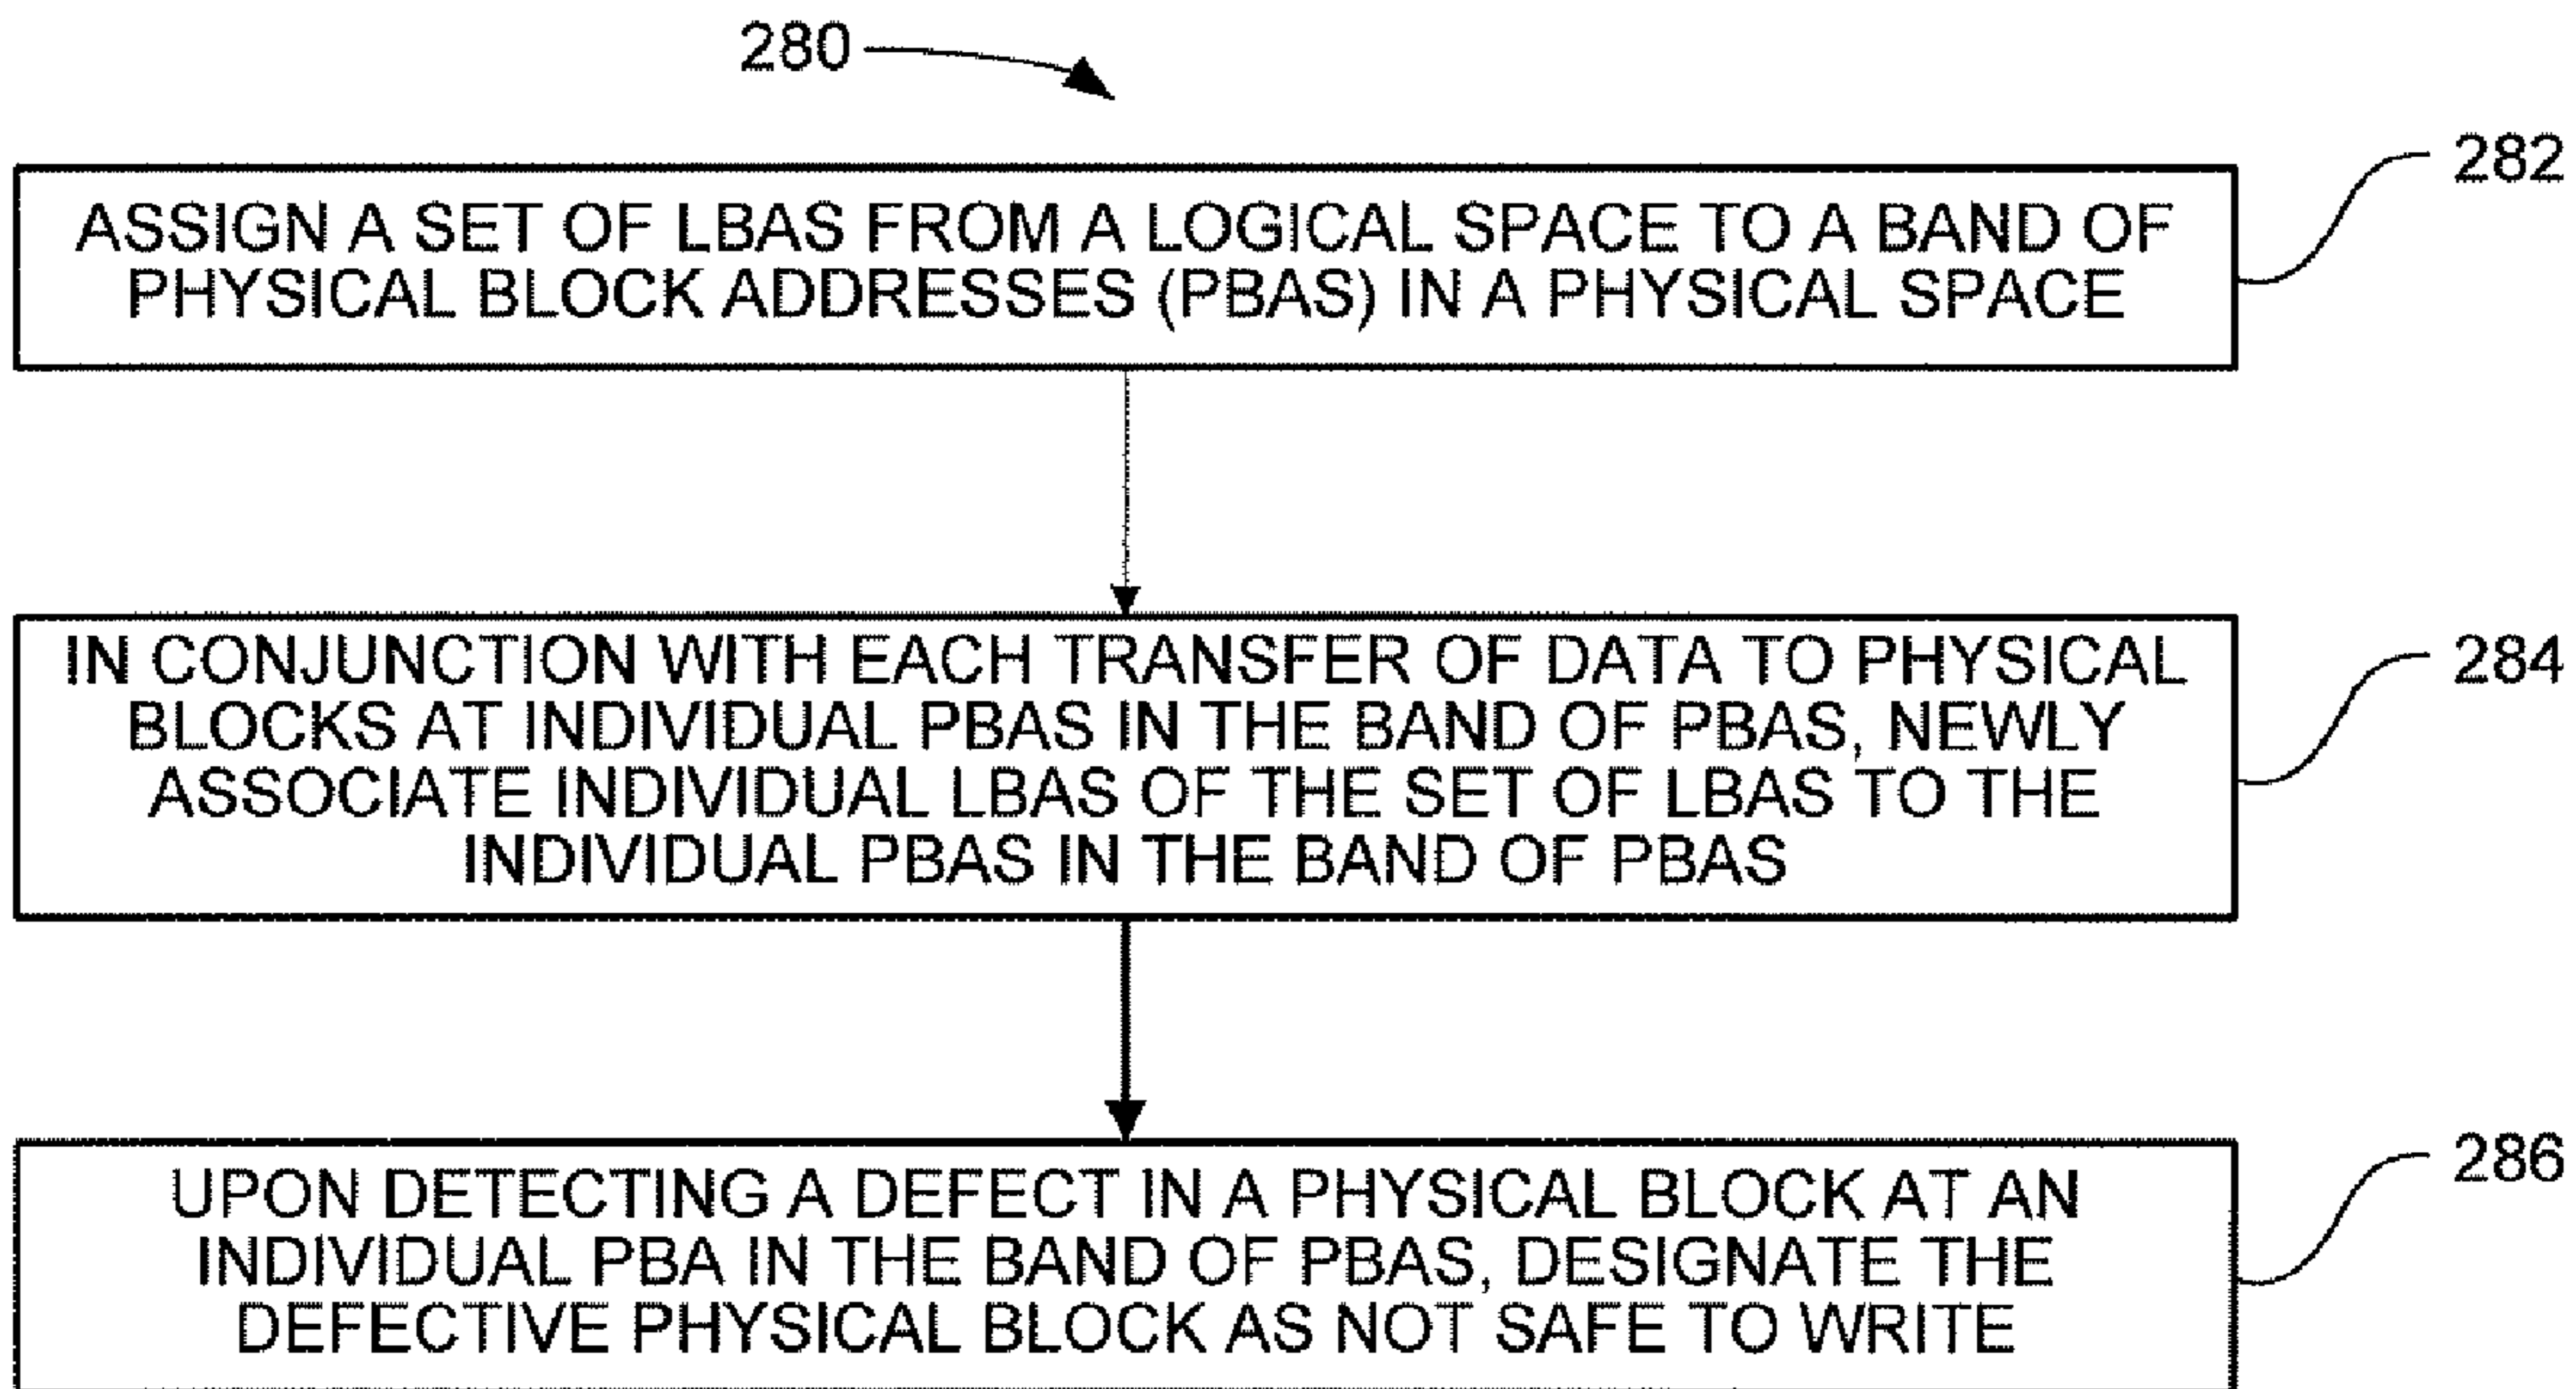 280
282
ASSIGN A SET OF LBAS FROM A LOGICAL SPACE TO A BAND OF
PHYSICAL BLOCK ADDRESSES (PBAS) IN A PHYSICAL SPACE
284
IN CONJUNCTION WITH EACH TRANSFER OF DATA TO PHYSICAL
BLOCKS AT INDIVIDUAL PBAS IN THE BAND OF PBAS, NEWLY
ASSOCIATE INDIVIDUAL LBAS OF THE SET OF LBAS TO THE
INDIVIDUAL PBAS IN THE BAND OF PBAS
286
UPON DETECTING A DEFECT IN A PHYSICAL BLOCK AT AN
INDIVIDUAL PBA IN THE BAND OF PBAS, DESIGNATE THE
DEFECTIVE PHYSICAL BLOCK AS NOT SAFE TO WRITE